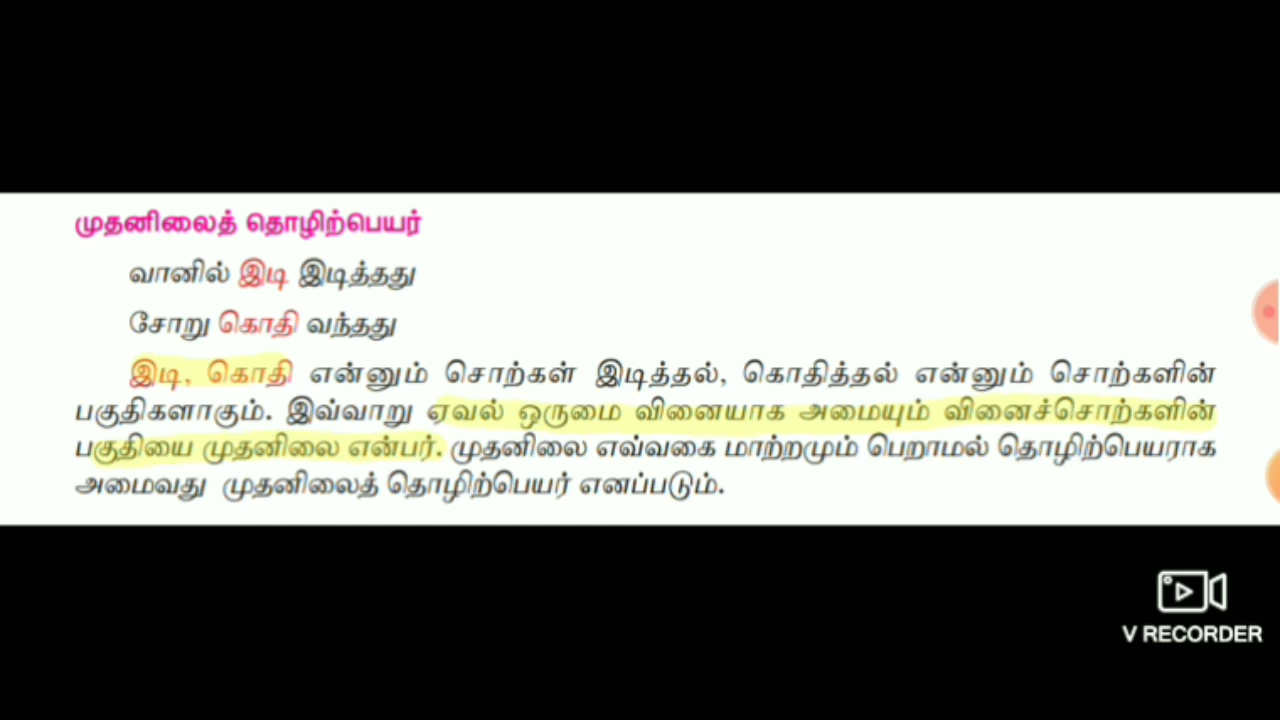 முதனிலைத் தொழிற்பெயர்
வானில் இடி இடித்தது
சோறு கொதி வந்தது
இடி, கொதி என்னும் சொற்கள் இடித்தல், கொதித்தல் என்னும் சொற்களின்
பகுதிகளாகும். இவ்வாறு ஏவல் ஒருமை வினையாக அமையும் வினைச்சொற்களின்
பகுதியை முதனிலை என்பர். முதனிலை எவ்வகை மாற்றமும் பெறாமல் தொழிற்பெயராக
அமைவது முதனிலைத் தொழிற்பெயர் எனப்படும்.
V RECORDER